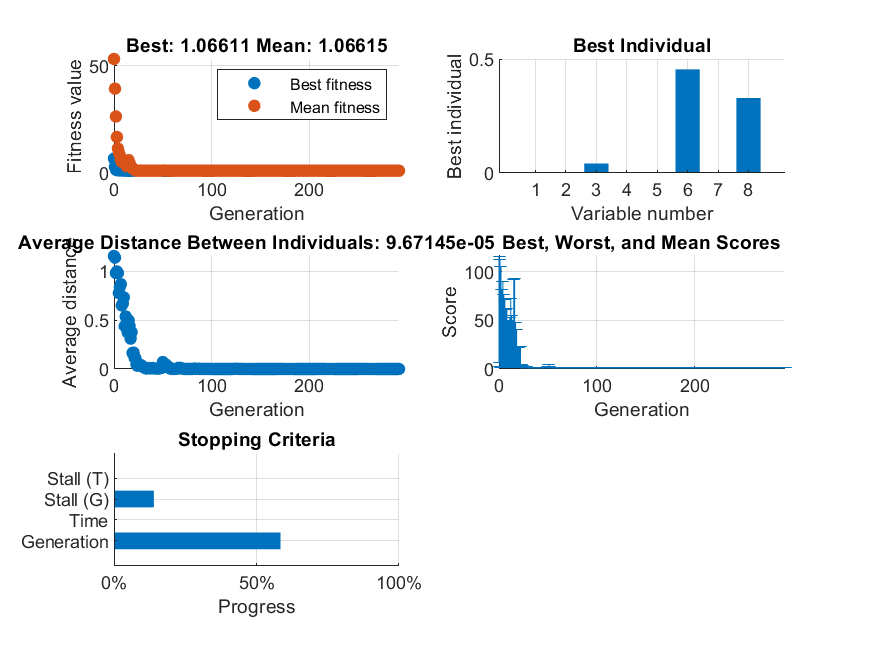 Best: 1.06611 Mean: 1.06615
Fitness value
50
0
Best fitness
Mean fitness
0 100 200
Generation
Best Individual
Best individual
0.5
0
1 2 3 4 5 6 7 8
Variable number
Average Distance Between Individuals: 9.67145e-05
Average distance
1
0.5
0
0 100 200
Generation
Best, Worst, and Mean Scores
Score
100
50
0
0 100 200
Generation
Stopping Criteria
Stall (T)
Stall (G)
Time
Generation
0% 50% 100%
Progress